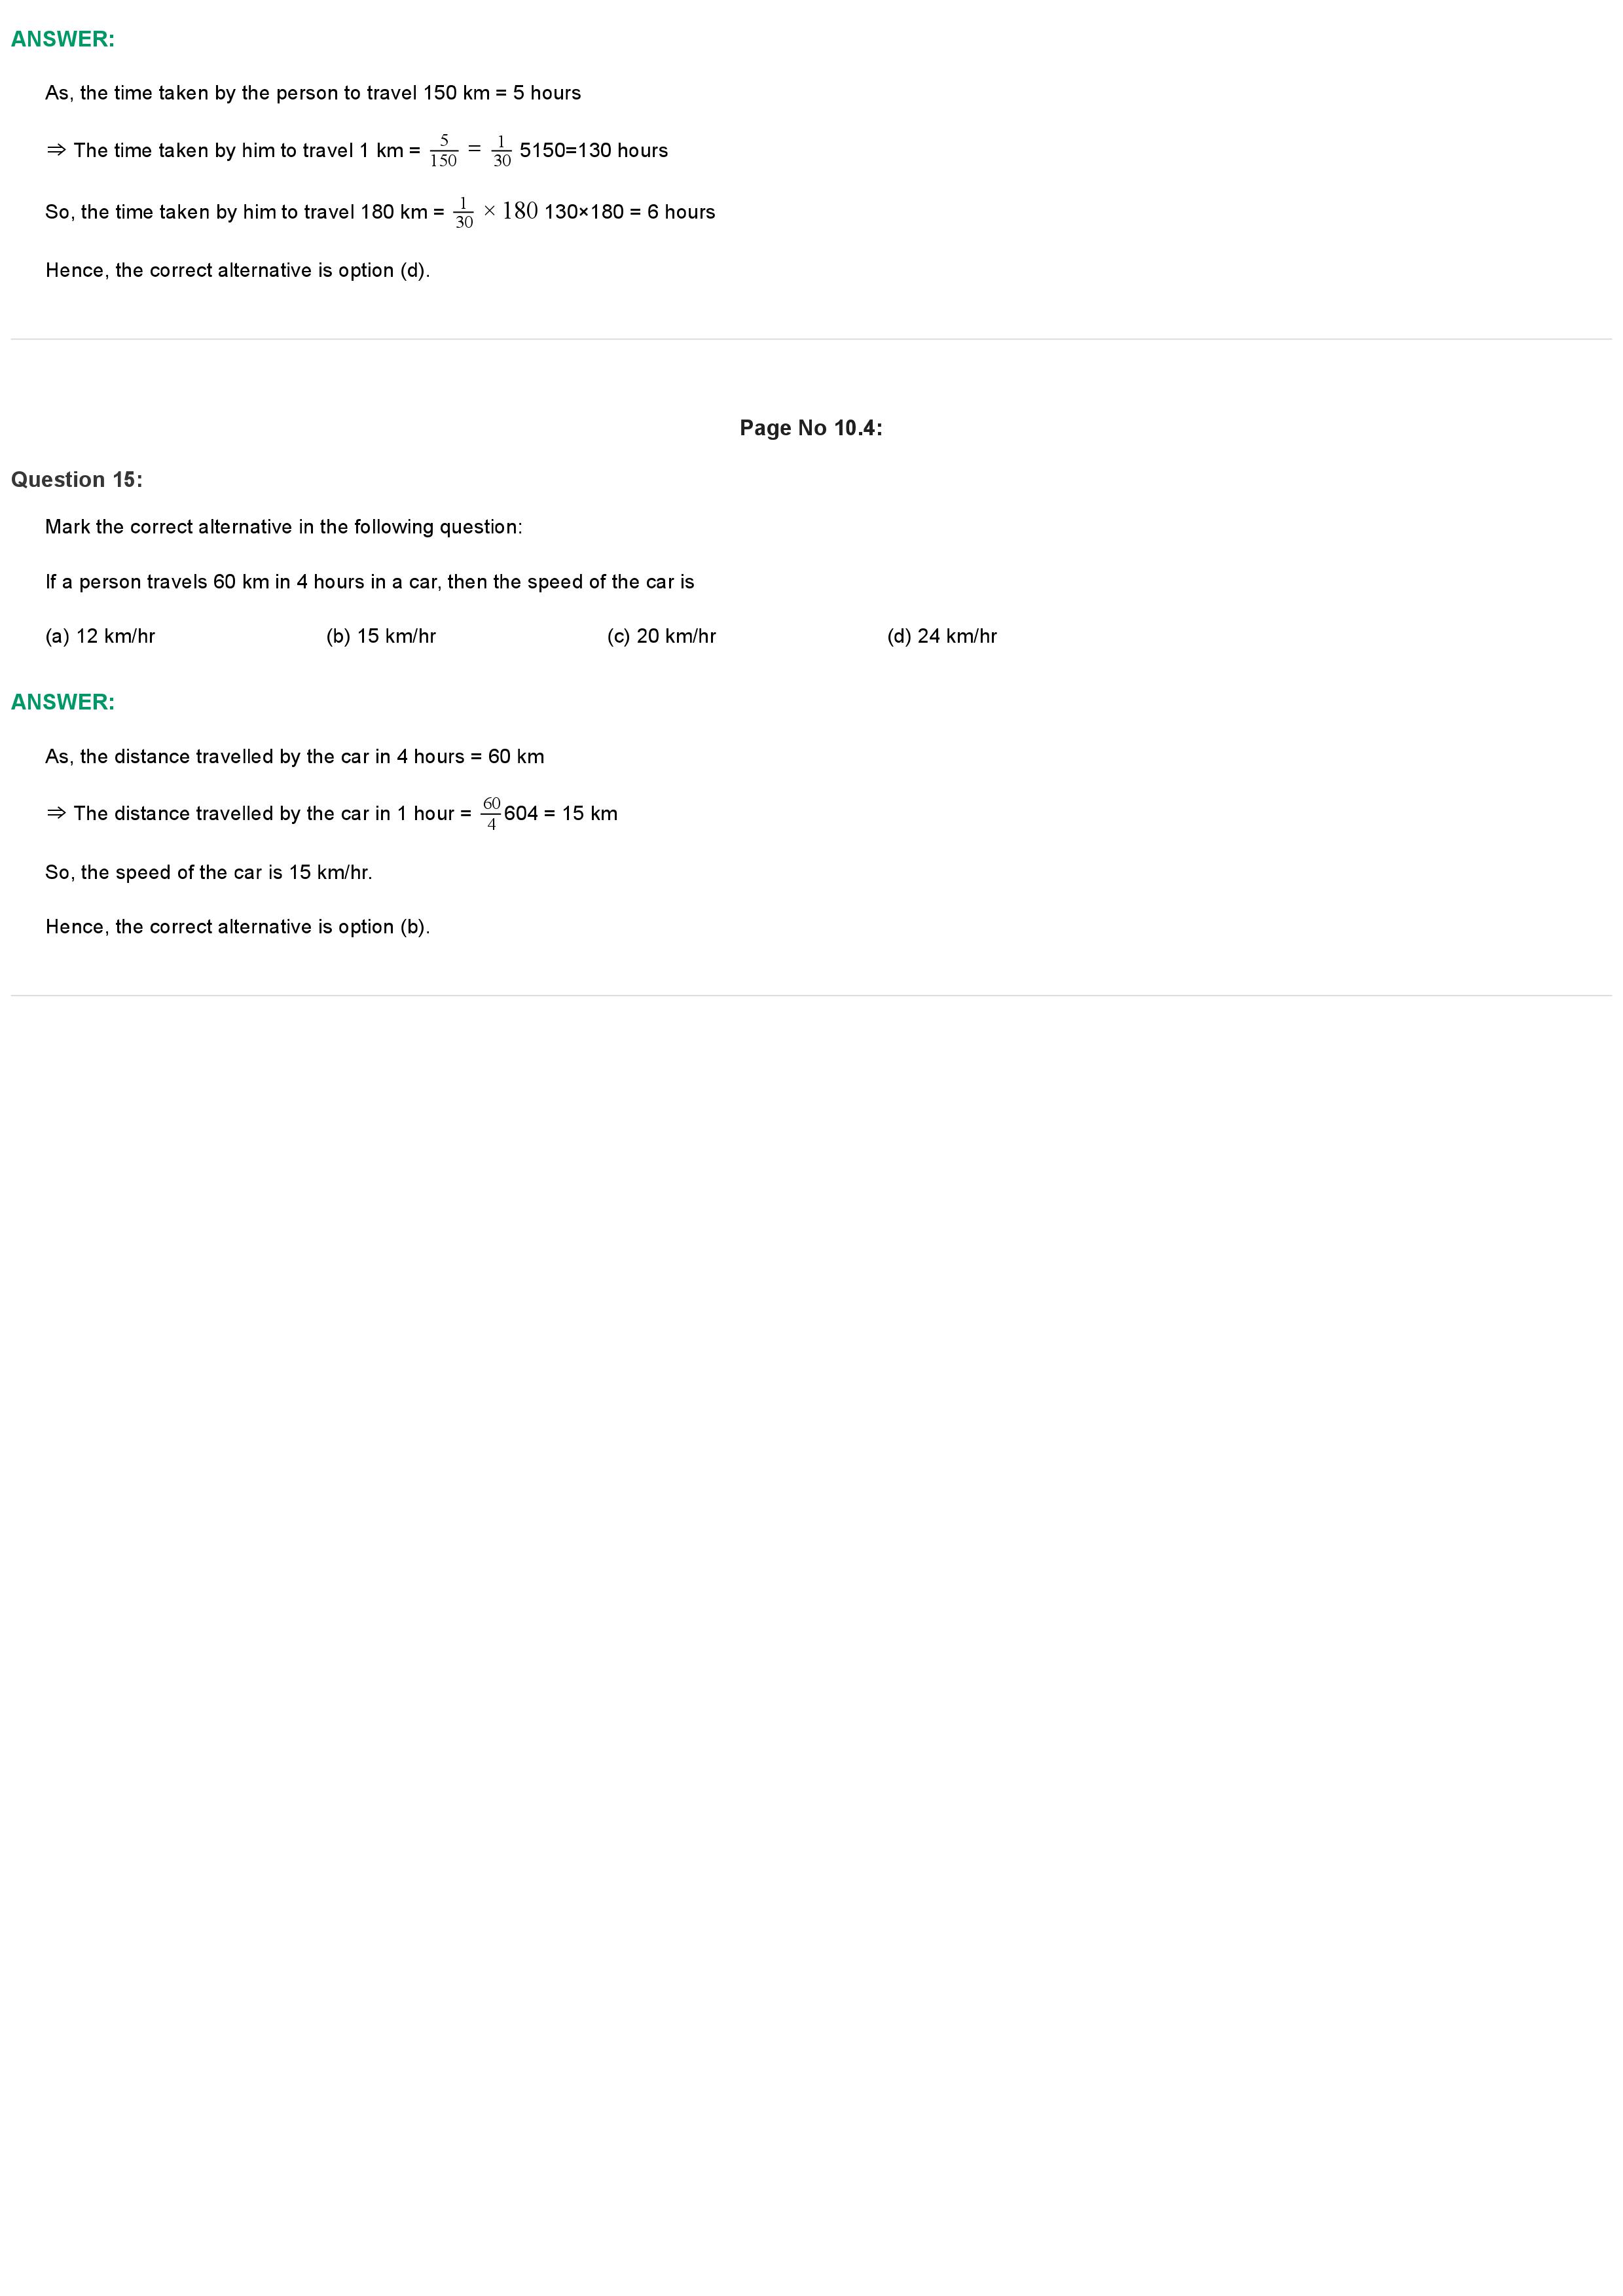 ANSWER:
As, the time taken by the person to travel 150 km = 5 hours
⇒ The time taken by him to travel 1 km = 5/150 = 1/30 5150=130 hours
So, the time taken by him to travel 180 km = 1/30 × 180 130×180 = 6 hours
Hence, the correct alternative is option (d).
Page No 10.4:
Question 15:
Mark the correct alternative in the following question:
If a person travels 60 km in 4 hours in a car, then the speed of the car is
(a) 12 km/hr (b) 15 km/hr (c) 20 km/hr (d) 24 km/hr
ANSWER:
As, the distance travelled by the car in 4 hours = 60 km
⇒ The distance travelled by the car in 1 hour = 60/4 604 = 15 km
So, the speed of the car is 15 km/hr.
Hence, the correct alternative is option (b).